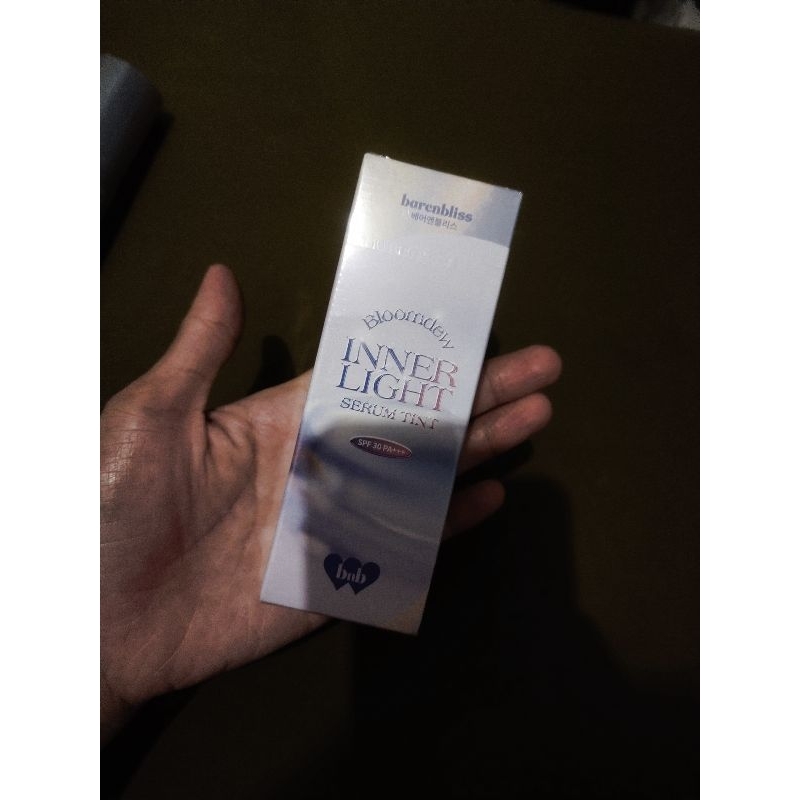 barenbliss
베어앤블리스
Bloomdew
INNER
LIGHT
SERUM TINT
SPF 30 PA+++
bnb